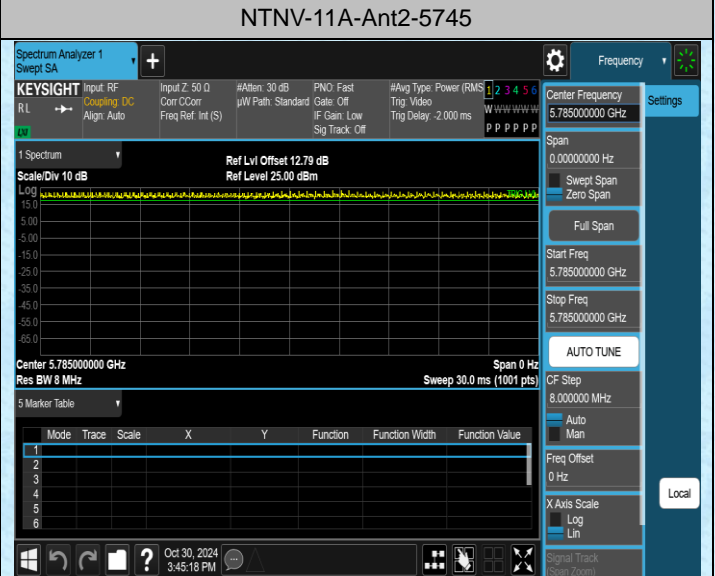 NTNV-11A-Ant2-5745
Spectrum Analyzer 1
Swept SA
Frequency
KEYSIGHT
RL
LXI
Input: RF
Coupling: DC
Align: Auto
Input Z: 50 Ω
Corr CCorr
Freq Ref: Int (S)
#Atten: 30 dB
µW Path: Standard
PNO: Fast
Gate: Off
IF Gain: Low
Sig Track: Off
#Avg Type: Power (RMS
Trig: Video
Trig Delay: -2.000 ms
1 2 3 4 5 6
W W W W W W
P P P P P P
Center Frequency
5.785000000 GHz
Settings
Span
0.00000000 Hz
Swept Span
Zero Span
Full Span
Start Freq
5.785000000 GHz
Stop Freq
5.785000000 GHz
AUTO TUNE
CF Step
8.000000 MHz
Auto
Man
Freq Offset
0 Hz
X Axis Scale
Log
Lin
Signal Track
(Span Zoom)
Local
1 Spectrum
Scale/Div 10 dB
Ref Lvl Offset 12.79 dB
Ref Level 25.00 dBm
Log
15.0
5.00
-5.00
-15.0
-25.0
-35.0
-45.0
-55.0
-65.0
Center 5.785000000 GHz
Res BW 8 MHz
Span 0 Hz
Sweep 30.0 ms (1001 pts)
5 Marker Table
Mode Trace Scale X Y Function Function Width Function Value
1
2
3
4
5
6
Oct 30, 2024
3:45:18 PM